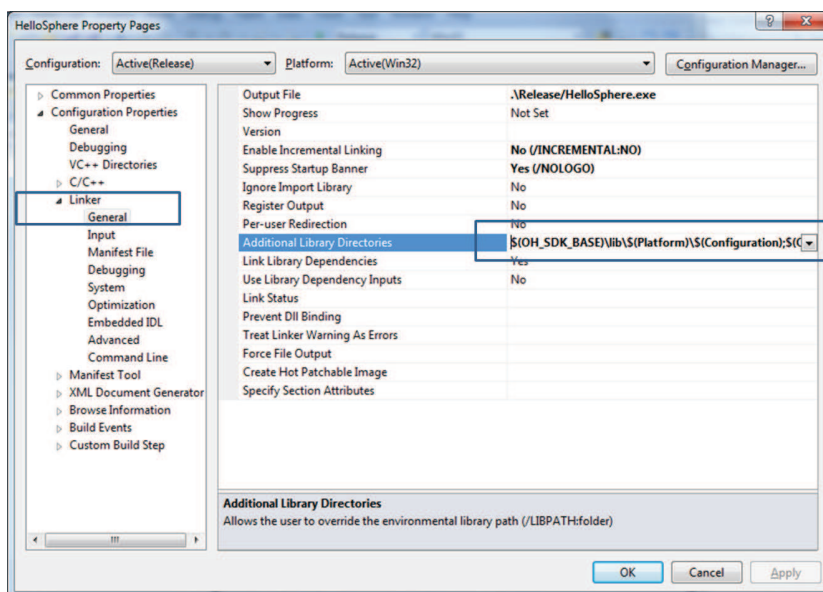 HelloSphere Property Pages
Configuration: Active(Release) Platform: Active(Win32) Configuration Manager...
Common Properties
Configuration Properties
General
Debugging
VC++ Directories
C/C++
Linker
General
Input
Manifest File
Debugging
System
Optimization
Embedded IDL
Advanced
Command Line
Manifest Tool
XML Document Generator
Browse Information
Build Events
Custom Build Step
Output File .\Release/HelloSphere.exe
Show Progress Not Set
Version
Enable Incremental Linking No (/INCREMENTAL:NO)
Suppress Startup Banner Yes (/NOLOGO)
Ignore Import Library No
Register Output No
Per-user Redirection No
Additional Library Directories $(OH_SDK_BASE)\lib\$(Platform)\$(Configuration);$(
Link Library Dependencies Yes
Use Library Dependency Inputs No
Link Status
Prevent Dll Binding
Treat Linker Warning As Errors
Force File Output
Create Hot Patchable Image
Specify Section Attributes
Additional Library Directories
Allows the user to override the environmental library path (/LIBPATH:folder)
OK Cancel Apply